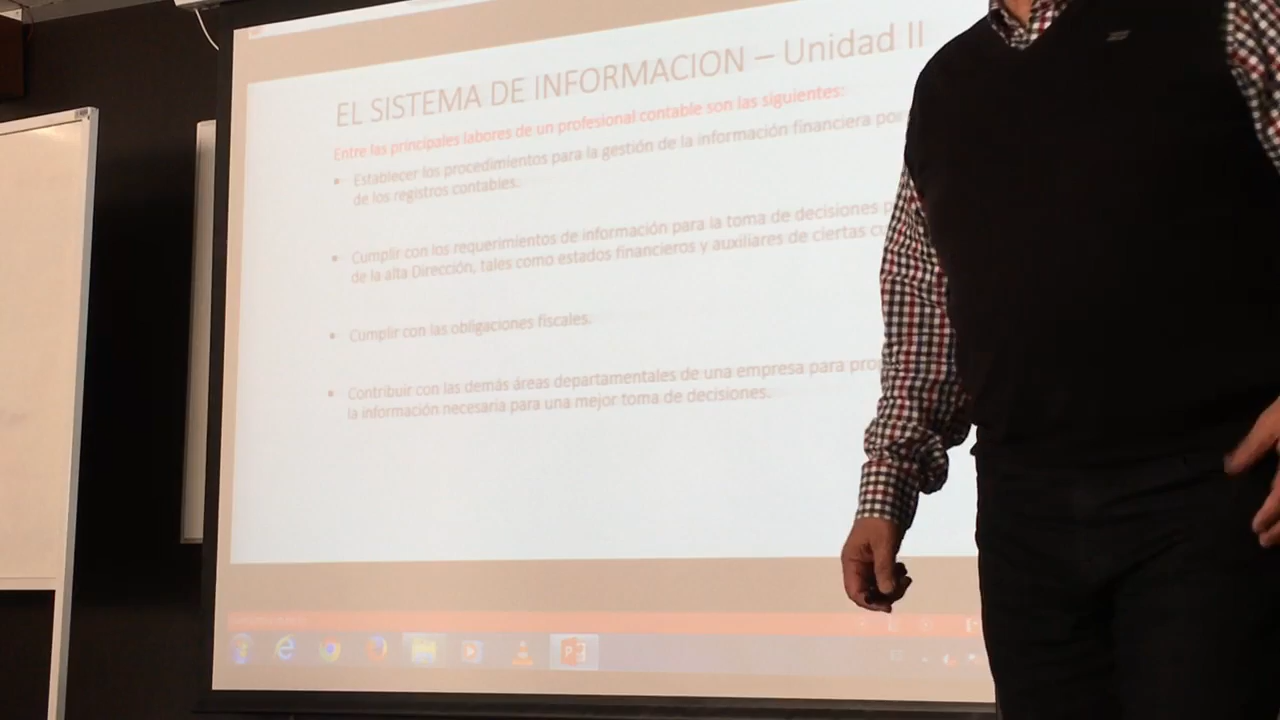 EL SISTEMA DE INFORMACION – Unidad II
Entre las principales labores de un profesional contable son las siguientes:
▪ Establecer los procedimientos para la gestión de la información financiera por
de los registros contables.
▪ Cumplir con los requerimientos de información para la toma de decisiones p
de la alta Dirección, tales como estados financieros y auxiliares de ciertas cu
▪ Cumplir con las obligaciones fiscales.
▪ Contribuir con las demás áreas departamentales de una empresa para pro
la información necesaria para una mejor toma de decisiones.